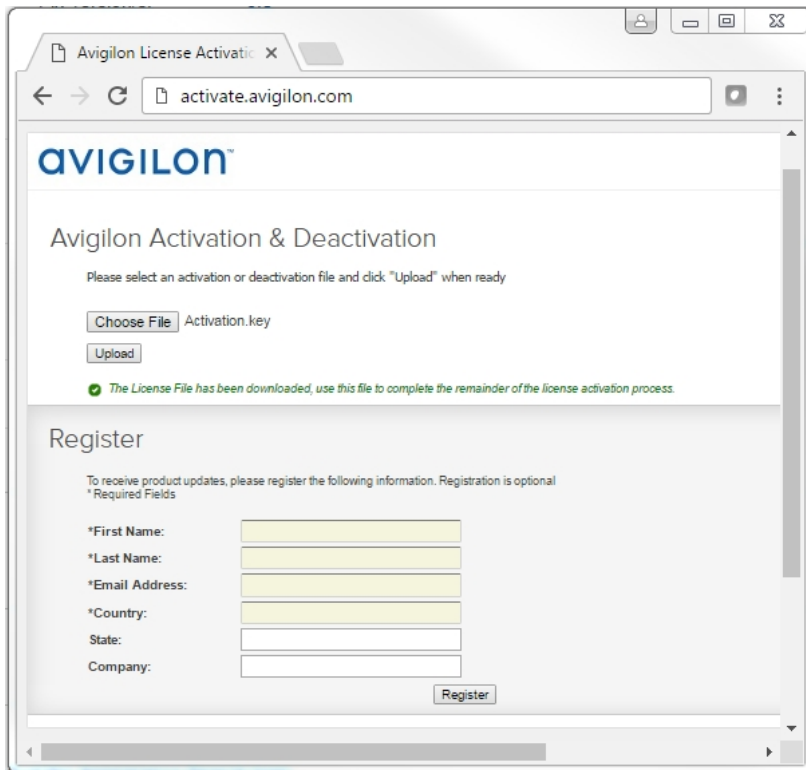 Avigilon License Activatic
activate.avigilon.com
avigilon™
Avigilon Activation & Deactivation
Please select an activation or deactivation file and click "Upload" when ready
Choose File Activation.key
Upload
The License File has been downloaded, use this file to complete the remainder of the license activation process.
Register
To receive product updates, please register the following information. Registration is optional
* Required Fields
*First Name:
*Last Name:
*Email Address:
*Country:
State:
Company:
Register